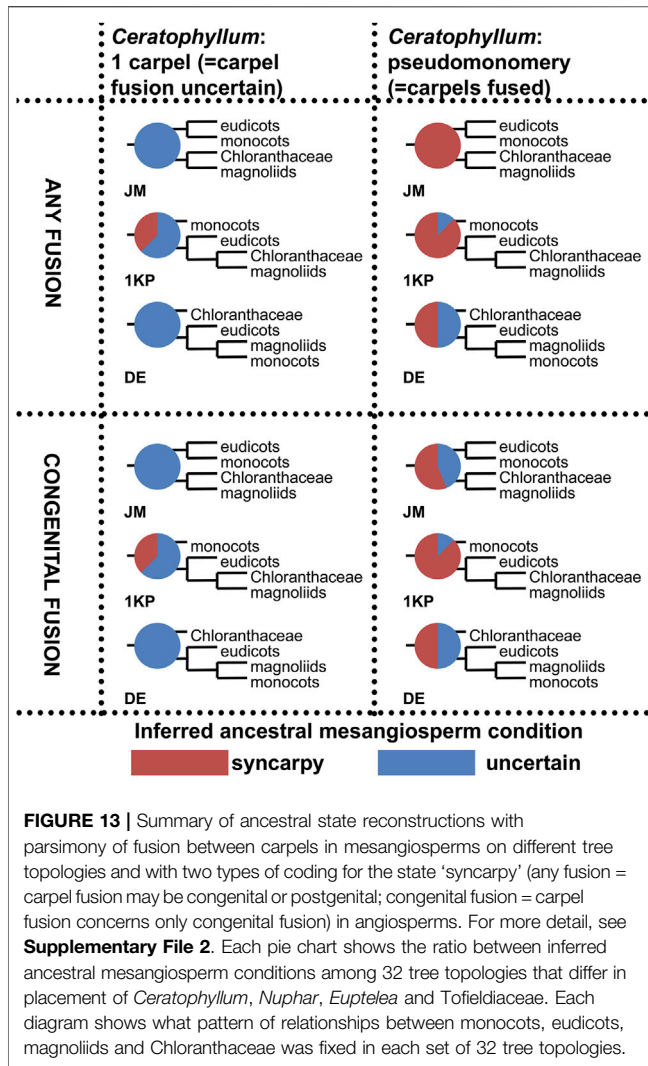 Ceratophyllum:
1 carpel (=carpel
fusion uncertain)
Ceratophyllum:
pseudomonomery
(=carpels fused)
ANY FUSION
eudicots
monocots
Chloranthaceae
magnoliids
JM
monocots
eudicots
Chloranthaceae
magnoliids
1KP
Chloranthaceae
eudicots
magnoliids
monocots
DE
eudicots
monocots
Chloranthaceae
magnoliids
JM
monocots
eudicots
Chloranthaceae
magnoliids
1KP
Chloranthaceae
eudicots
magnoliids
monocots
DE
CONGENITAL FUSION
eudicots
monocots
Chloranthaceae
magnoliids
JM
monocots
eudicots
Chloranthaceae
magnoliids
1KP
Chloranthaceae
eudicots
magnoliids
monocots
DE
eudicots
monocots
Chloranthaceae
magnoliids
JM
monocots
eudicots
Chloranthaceae
magnoliids
1KP
Chloranthaceae
eudicots
magnoliids
monocots
DE
Inferred ancestral mesangiosperm condition
syncarpy
uncertain
FIGURE 13 | Summary of ancestral state reconstructions with
parsimony of fusion between carpels in mesangiosperms on different tree
topologies and with two types of coding for the state ‘syncarpy’ (any fusion =
carpel fusion may be congenital or postgenital; congenital fusion = carpel
fusion concerns only congenital fusion) in angiosperms. For more detail, see
Supplementary File 2. Each pie chart shows the ratio between inferred
ancestral mesangiosperm conditions among 32 tree topologies that differ in
placement of Ceratophyllum, Nuphar, Euptelea and Tofieldiaceae. Each
diagram shows what pattern of relationships between monocots, eudicots,
magnoliids and Chloranthaceae was fixed in each set of 32 tree topologies.